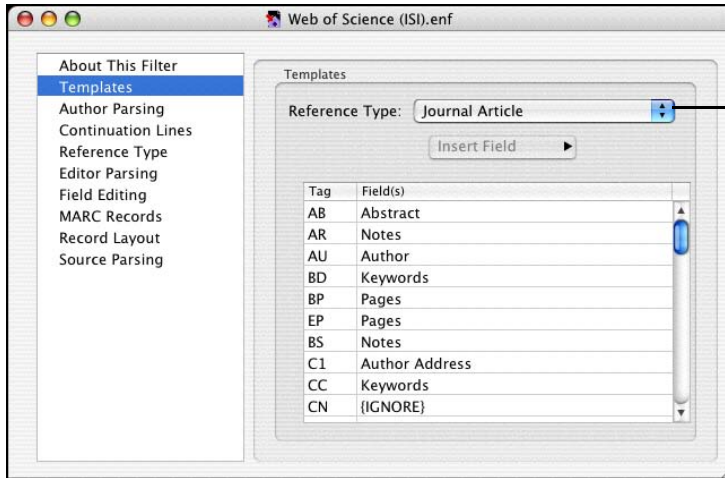 Web of Science (ISI).enf
About This Filter
Templates
Author Parsing
Continuation Lines
Reference Type
Editor Parsing
Field Editing
MARC Records
Record Layout
Source Parsing
Templates
Reference Type: Journal Article
Insert Field
Tag Field(s)
AB Abstract
AR Notes
AU Author
BD Keywords
BP Pages
EP Pages
BS Notes
C1 Author Address
CC Keywords
CN {IGNORE}